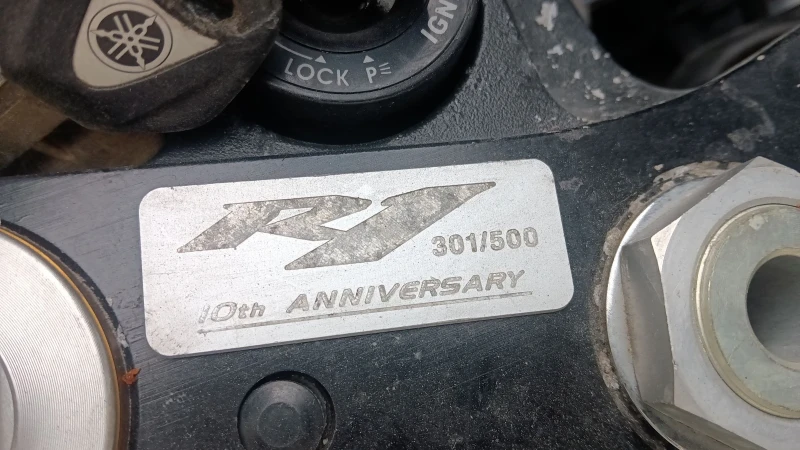 IGN
LOCK P
R1
301/500
10th ANNIVERSARY